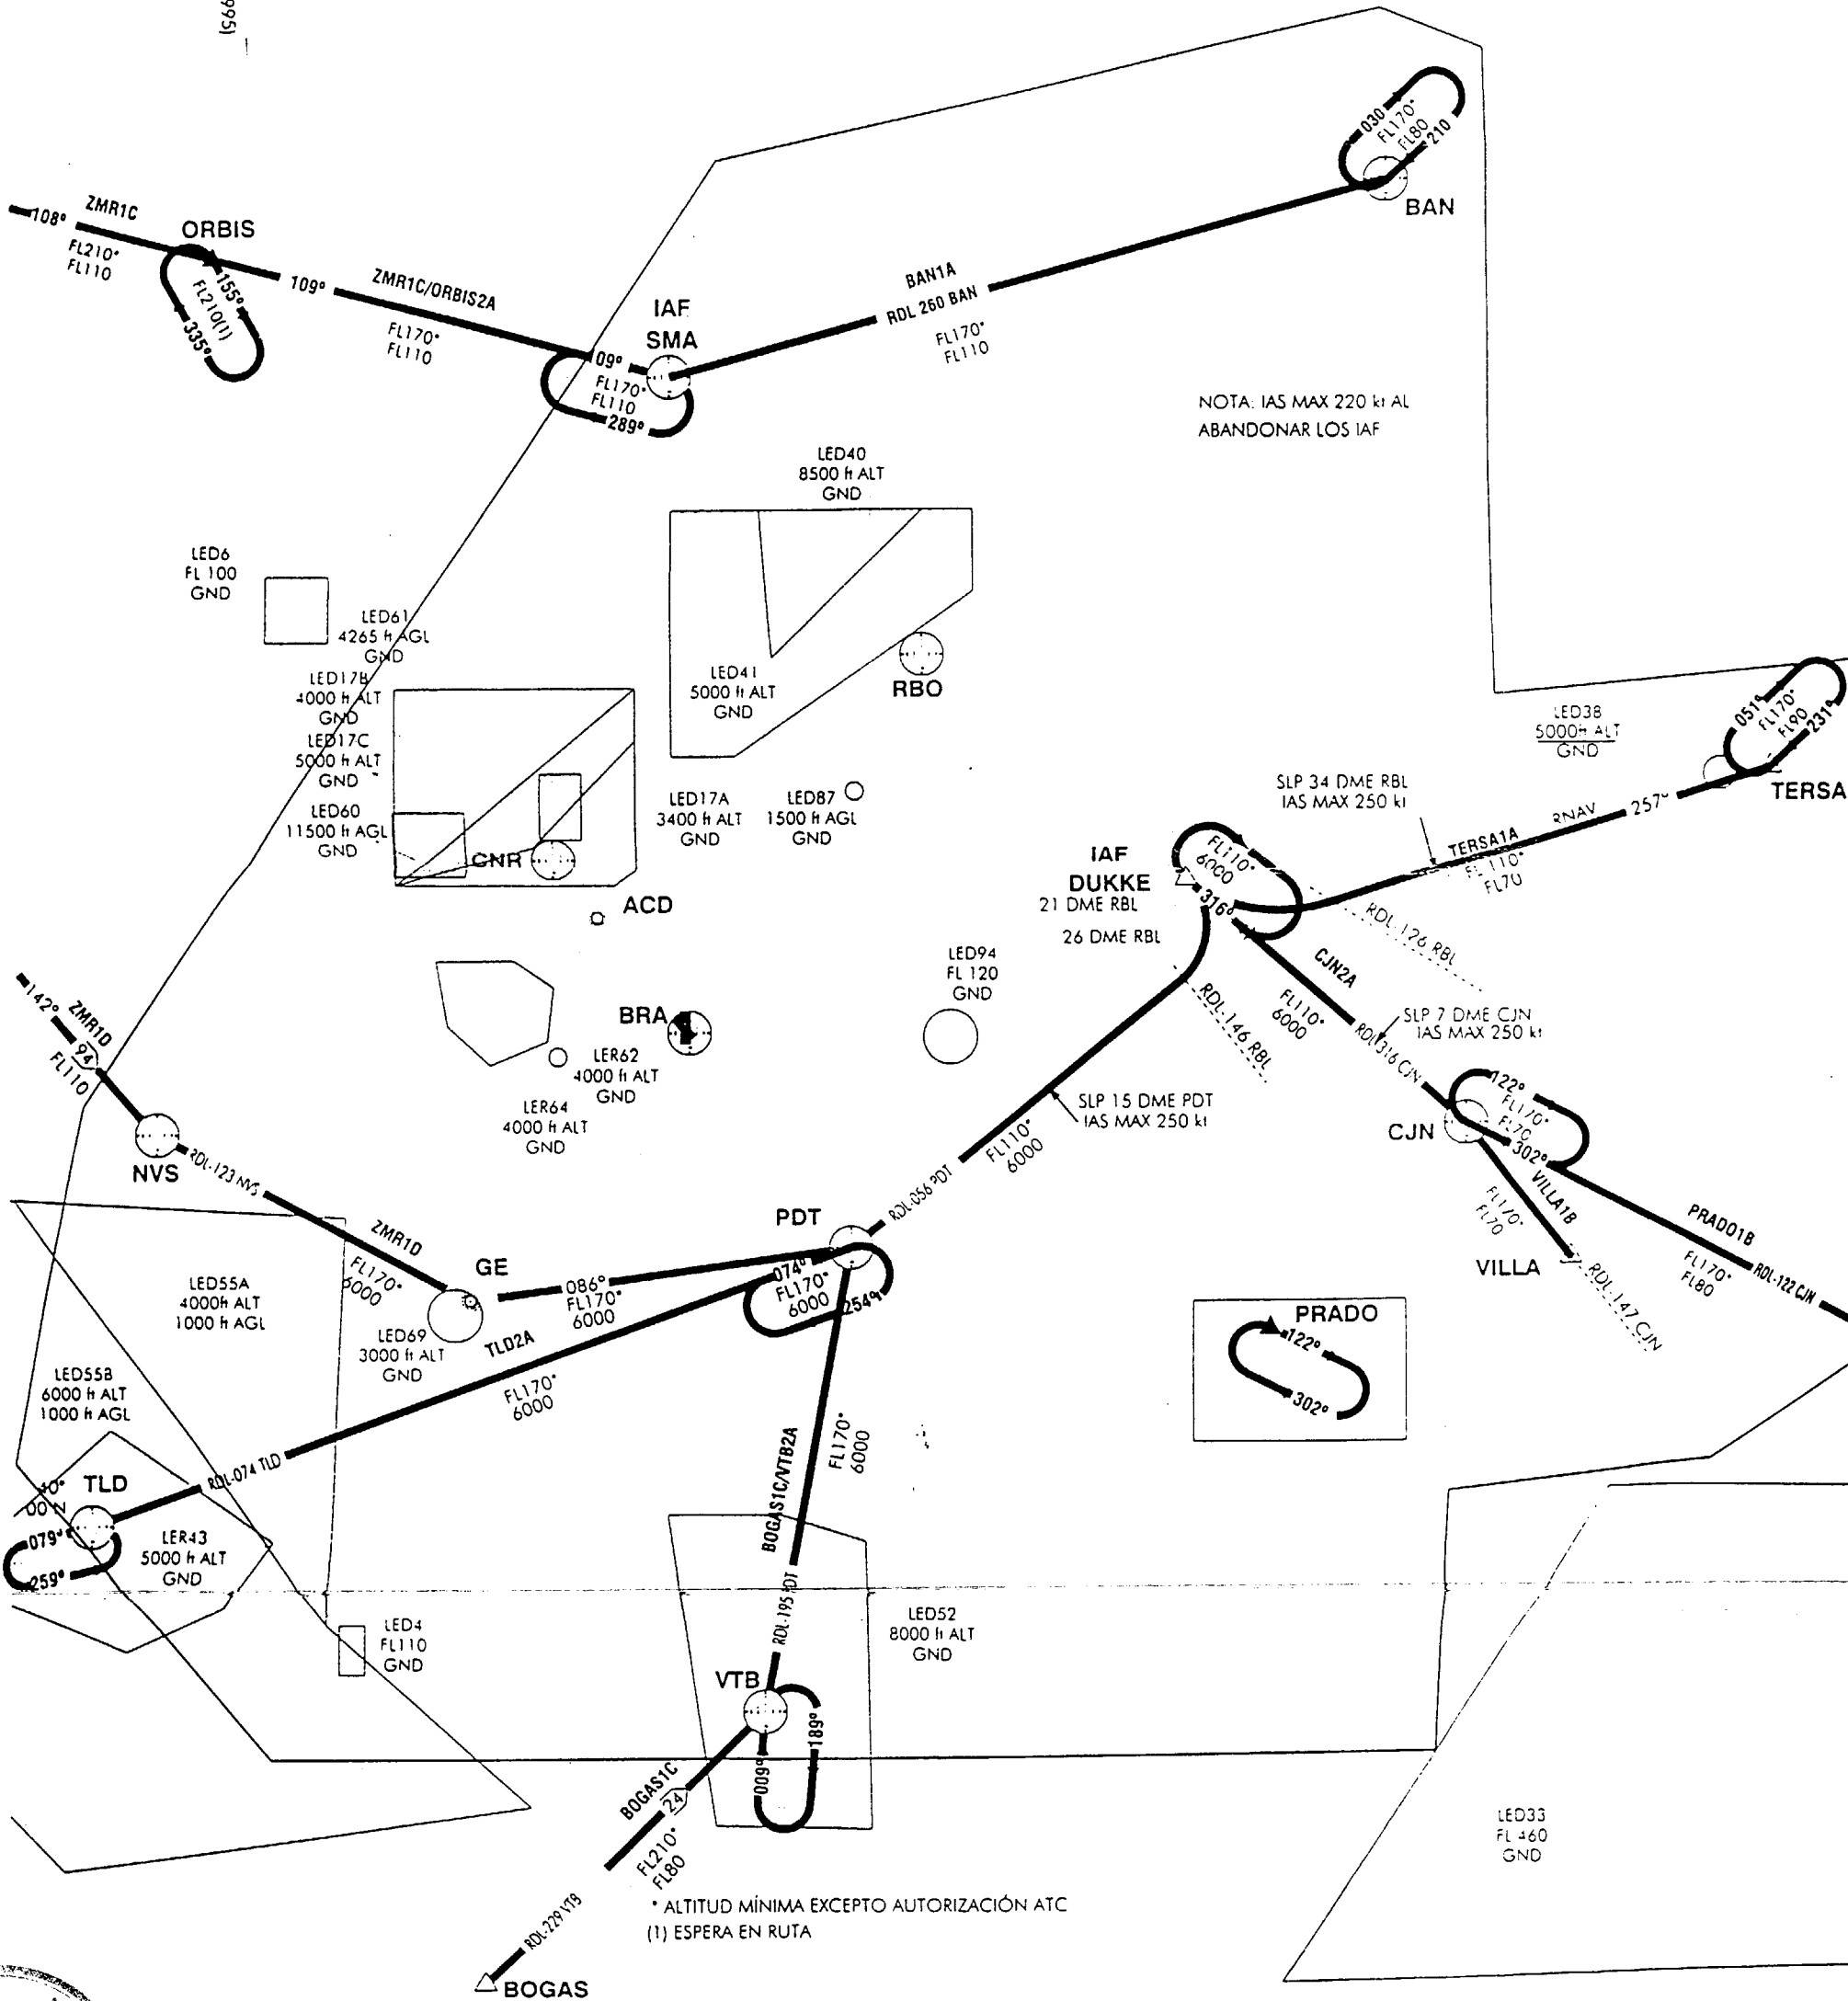 995)
030
FL170*
FL80
210
BAN
108°
ZMR1C
FL210*
FL110
ORBIS
155°
FL210(1)
335°
109°
ZMR1C/ORBIS2A
FL170*
FL110
IAF
SMA
09°
FL170*
FL110
289°
BAN1A
RDL 260 BAN
FL170*
FL110
NOTA: IAS MAX 220 kt AL
ABANDONAR LOS IAF
LED40
8500 ft ALT
GND
LED6
FL 100
GND
LED61
4265 ft AGL
GND
LED41
5000 ft ALT
GND
RBO
LED17B
4000 ft ALT
GND
LED17C
5000 ft ALT
GND
LED60
11500 ft AGL
GND
CNR
LED17A
3400 ft ALT
GND
LED87
1500 ft AGL
GND
ACD
LED38
5000ft ALT
GND
051°
FL170*
FL90
231°
TERSA
SLP 34 DME RBL
IAS MAX 250 kt
TERSA1A
RNAV
257°
FL 110*
FL70
IAF
DUKKE
21 DME RBL
26 DME RBL
FL110*
6000
316°
RDL-126 RBL
CJN2A
FL110*
6000
RDL-146 RBL
RDL 316 CJN
SLP 7 DME CJN
IAS MAX 250 kt
LED94
FL 120
GND
BRA
LER62
4000 ft ALT
GND
LER64
4000 ft ALT
GND
142°
ZMR1D
94
FL110
NVS
RDL-123 NVS
ZMR1D
FL170*
6000
SLP 15 DME PDT
IAS MAX 250 kt
FL110*
6000
RDL-056 PDT
CJN
122°
FL170*
FL70
302°
VILLA1B
FL170*
FL70
VILLA
RDL-147 CJN
PRADO1B
FL170*
FL80
RDL-122 CJN
PDT
GE
086°
FL170*
6000
074°
FL170*
6000
254°
LED55A
4000ft ALT
1000 ft AGL
LED69
3000 ft ALT
GND
TLD2A
FL170*
6000
LED55B
6000 ft ALT
1000 ft AGL
PRADO
122°
302°
TLD
RDL-074 TLD
40°
00'N
079°
259°
LER43
5000 ft ALT
GND
BOGAS1C/VTB2A
FL170*
6000
RDL-195 PDT
LED4
FL110
GND
LED52
8000 ft ALT
GND
VTB
009°
189°
BOGAS1C
24
FL210*
FL80
RDL-229 VTB
BOGAS
LED33
FL 460
GND
* ALTITUD MÍNIMA EXCEPTO AUTORIZACIÓN ATC
(1) ESPERA EN RUTA